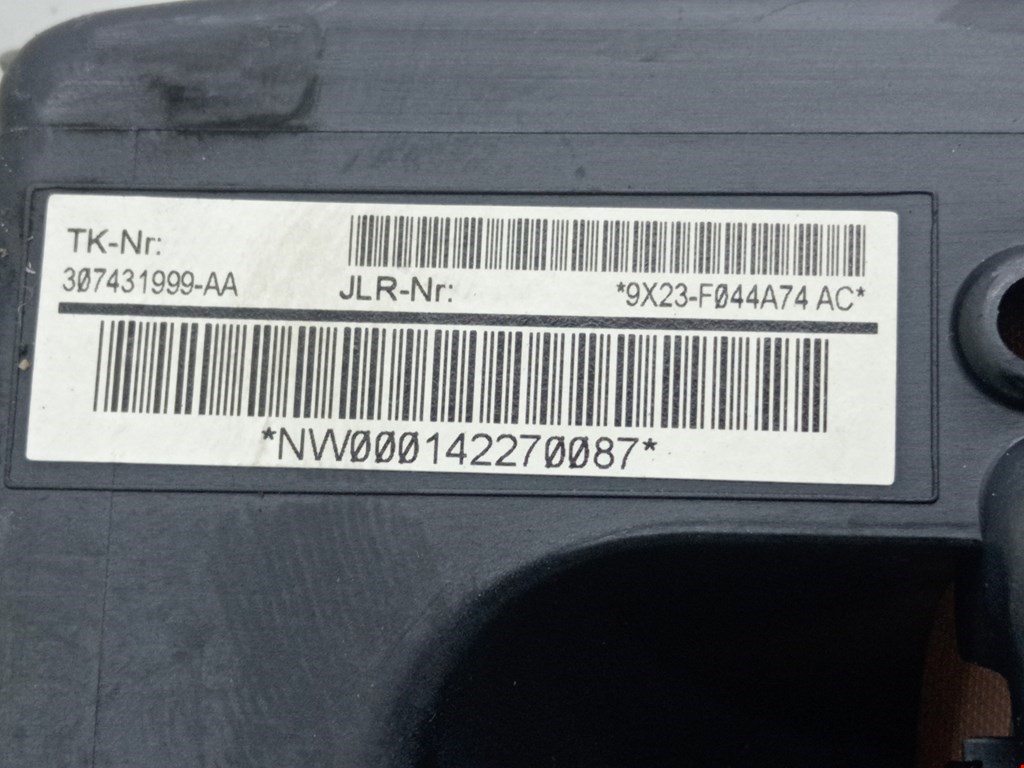 TK-Nr:
307431999-AA
JLR-Nr:
*9X23-F044A74 AC*
*NW000142270087*